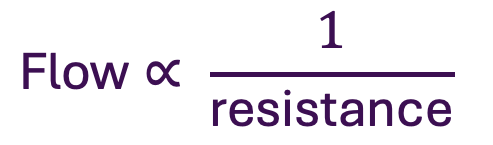 Flow ∝ 1
resistance